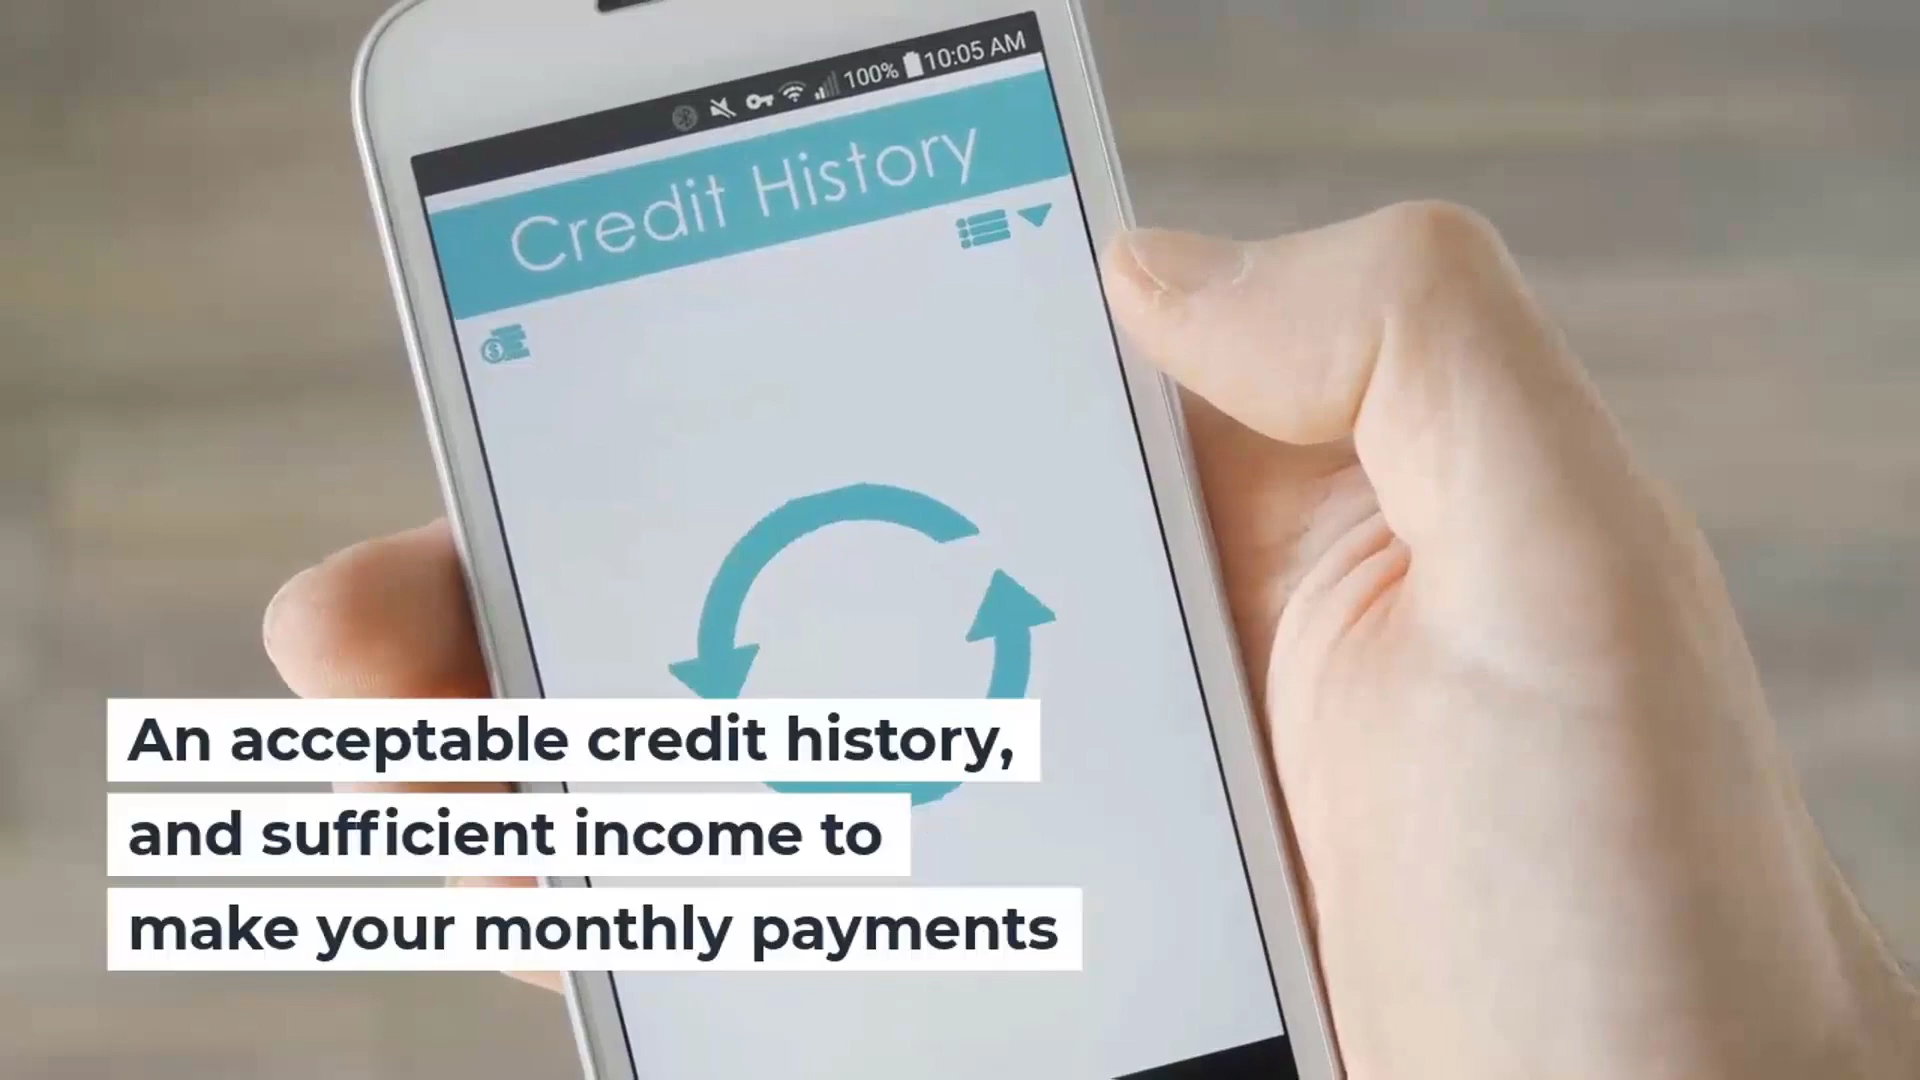 100% 10:05 AM
Credit History
An acceptable credit history,
and sufficient income to
make your monthly payments